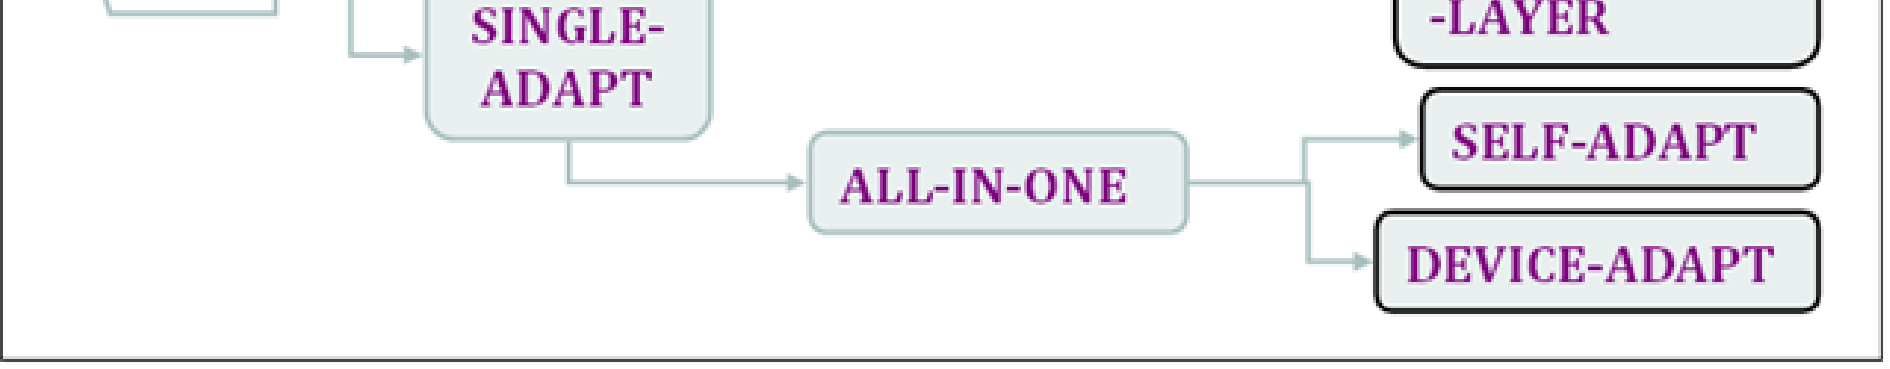 SINGLE-
ADAPT
-LAYER
ALL-IN-ONE
SELF-ADAPT
DEVICE-ADAPT